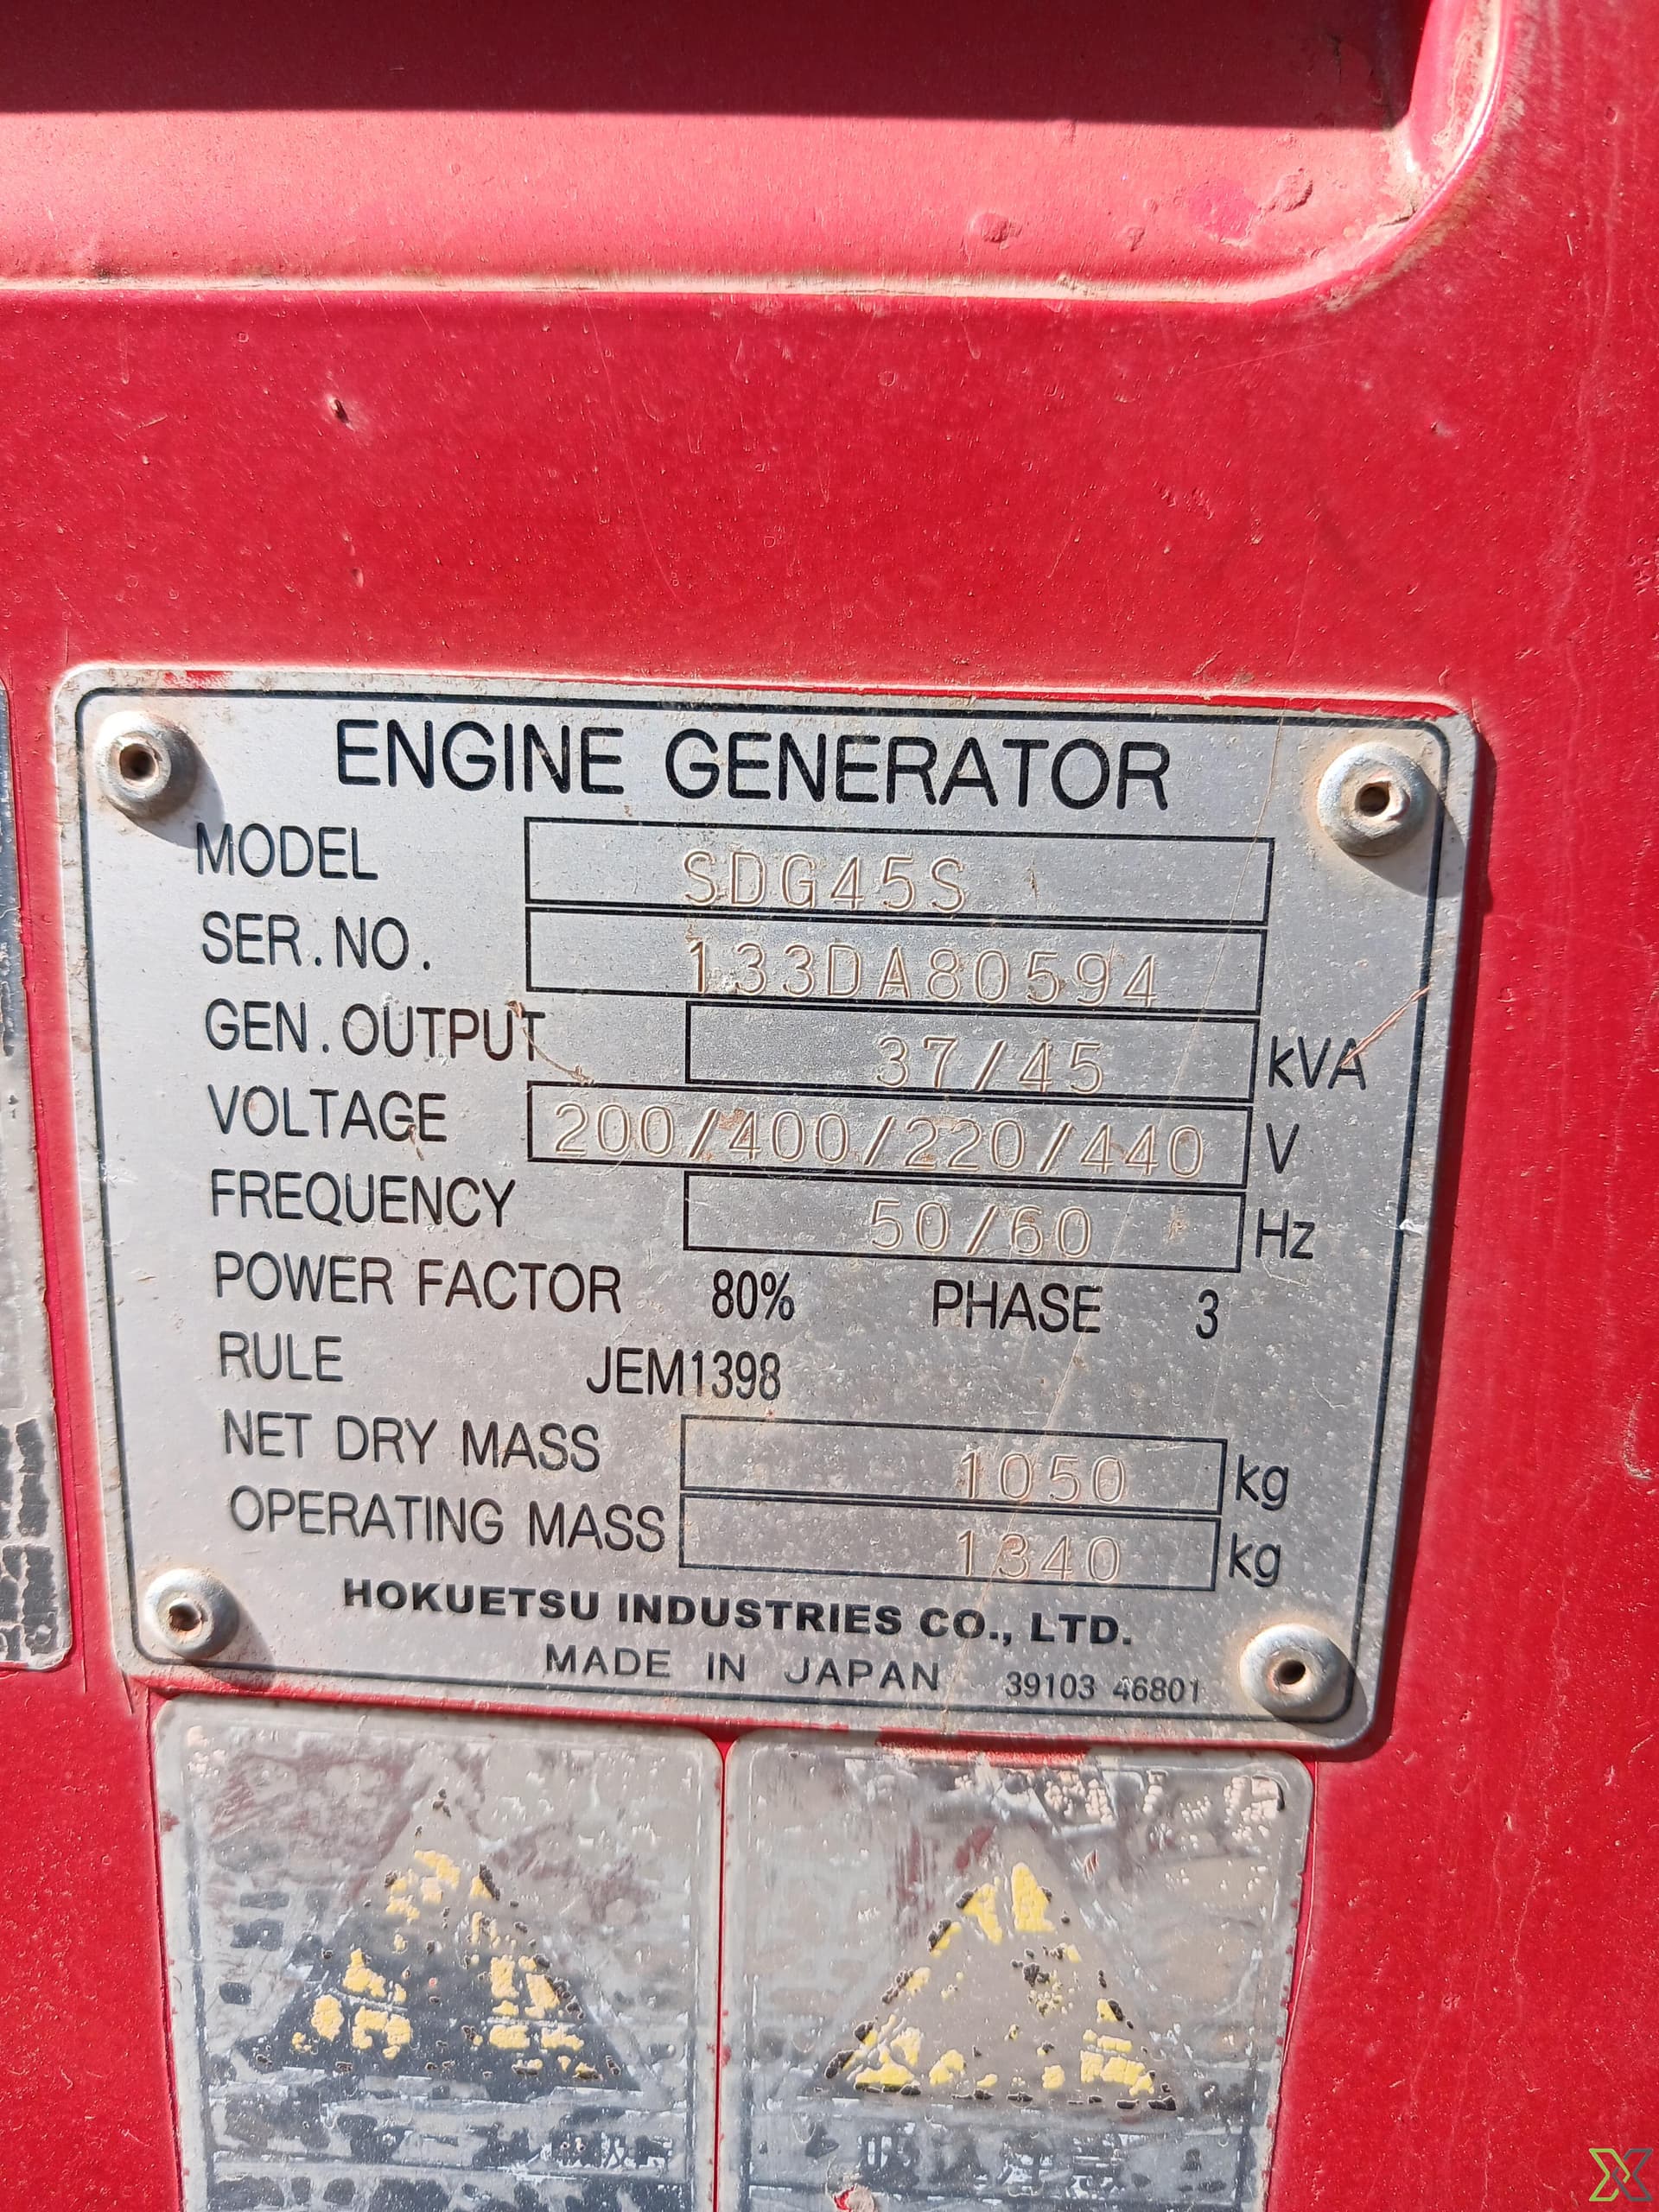 ENGINE GENERATOR
MODEL SDG45S
SER.NO. 133DA80594
GEN.OUTPUT 37/45 kVA
VOLTAGE 200/400/220/440 V
FREQUENCY 50/60 Hz
POWER FACTOR 80% PHASE 3
RULE JEM1398
NET DRY MASS 1050 kg
OPERATING MASS 1340 kg
HOKUETSU INDUSTRIES CO., LTD.
MADE IN JAPAN 39103 46801